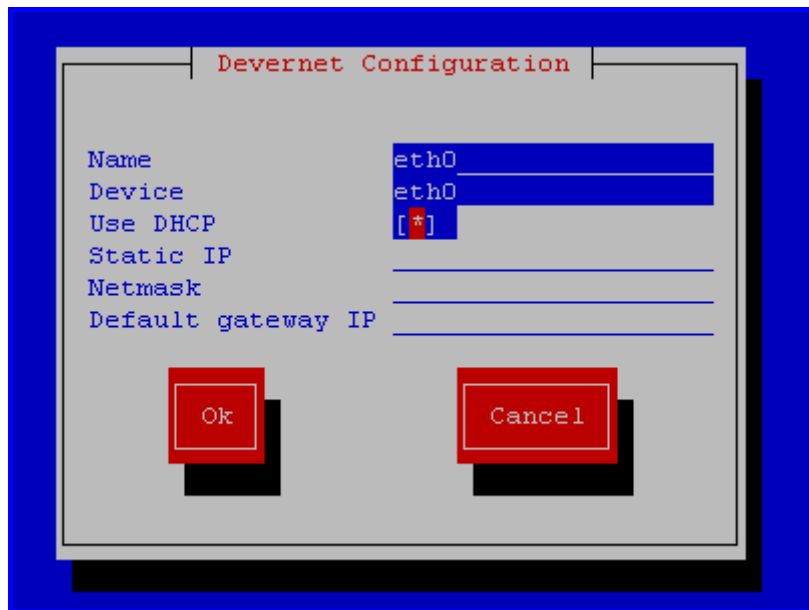 Devernet Configuration
Name eth0
Device eth0
Use DHCP [*]
Static IP
Netmask
Default gateway IP
Ok Cancel